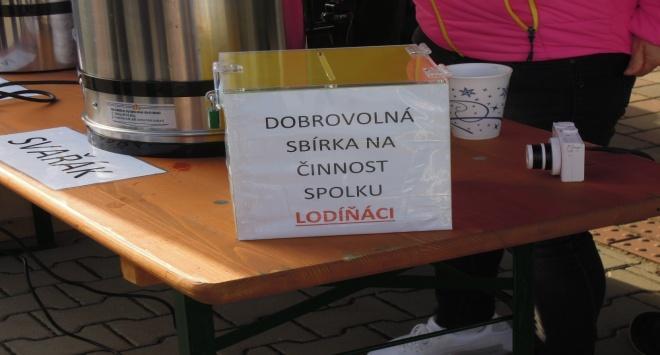 DOBROVOLNÁ
SBÍRKA NA
ČINNOST
SPOLKU
LODÍŇÁCI
SVAŘÁK